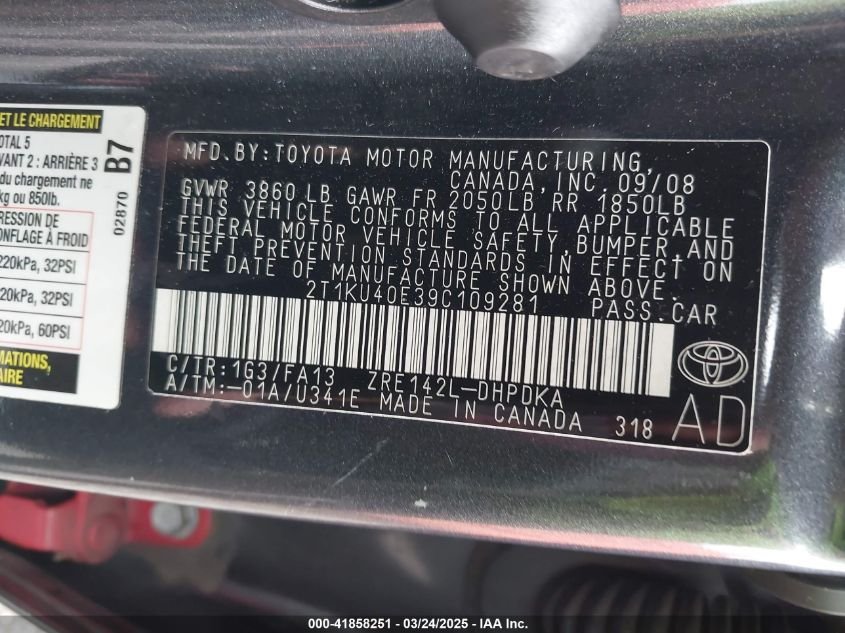 ET LE CHARGEMENT
TOTAL 5
VANT 2 : ARRIÈRE 3
du chargement ne
kg ou 850lb.
RESSION DE
ONFLAGE À FROID
220kPa, 32PSI
20kPa, 32PSI
20kPa, 60PSI
MATIONS,
AIRE
02870 B7
MFD.BY:TOYOTA MOTOR MANUFACTURING,
CANADA, INC. 09/08
GVWR 3860 LB GAWR FR 2050LB RR 1850LB
THIS VEHICLE CONFORMS TO ALL APPLICABLE
FEDERAL MOTOR VEHICLE SAFETY, BUMPER, AND
THEFT PREVENTION STANDARDS IN EFFECT ON
THE DATE OF MANUFACTURE SHOWN ABOVE.
2T1KU40E39C109281 PASS.CAR
C/TR:1G3/FA13 ZRE142L-DHPDKA
A/TM:-01A/U341E MADE IN CANADA 318
AD
000-41858251 - 03/24/2025 - IAA Inc.